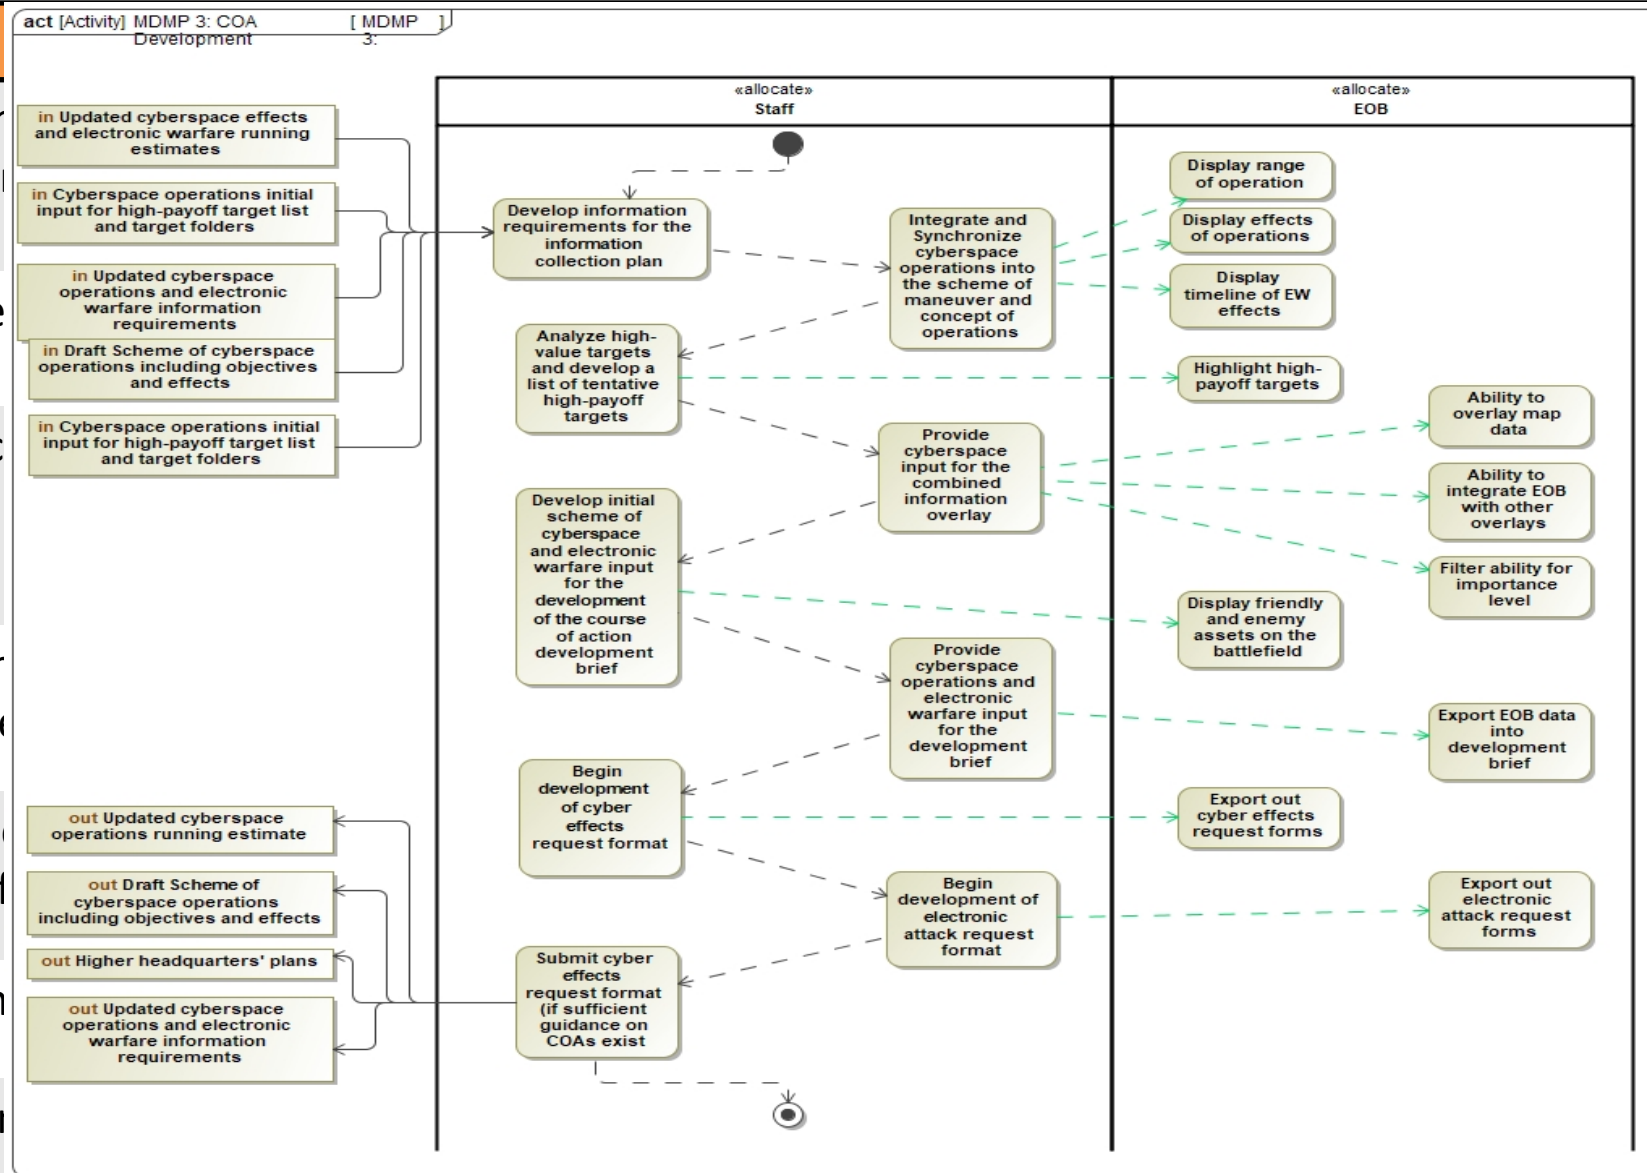 act [Activity] MDMP 3: COA Development [ MDMP 3: ]
«allocate»
Staff
«allocate»
EOB
in Updated cyberspace effects
and electronic warfare running
estimates
in Cyberspace operations initial
input for high-payoff target list
and target folders
in Updated cyberspace
operations and electronic
warfare information
requirements
in Draft Scheme of cyberspace
operations including objectives
and effects
in Cyberspace operations initial
input for high-payoff target list
and target folders
out Updated cyberspace
operations running estimate
out Draft Scheme of
cyberspace operations
including objectives and effects
out Higher headquarters' plans
out Updated cyberspace
operations and electronic
warfare information
requirements
Develop information
requirements for the
information
collection plan
Integrate and
Synchronize
cyberspace
operations into
the scheme of
maneuver and
concept of
operations
Analyze high-
value targets
and develop a
list of tentative
high-payoff
targets
Provide
cyberspace
input for the
combined
information
overlay
Develop initial
scheme of
cyberspace
and electronic
warfare input
for the
development
of the course
of action
development
brief
Provide
cyberspace
operations and
electronic
warfare input
for the
development
brief
Begin
development
of cyber
effects
request format
Begin
development of
electronic
attack request
format
Submit cyber
effects
request format
(if sufficient
guidance on
COAs exist
Display range
of operation
Display effects
of operations
Display
timeline of EW
effects
Highlight high-
payoff targets
Ability to
overlay map
data
Ability to
integrate EOB
with other
overlays
Filter ability for
importance
level
Display friendly
and enemy
assets on the
battlefield
Export EOB data
into
development
brief
Export out
cyber effects
request forms
Export out
electronic
attack request
forms